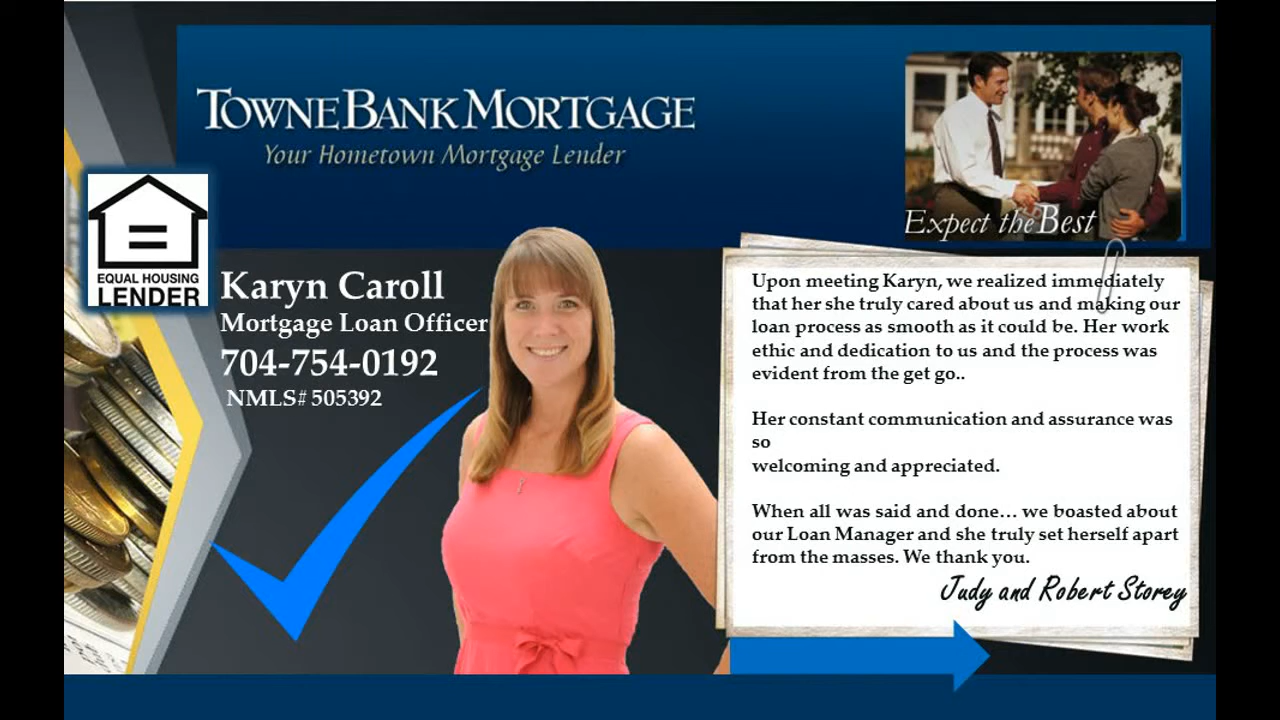 TOWNEBANK MORTGAGE
Your Hometown Mortgage Lender
Expect the Best
EQUAL HOUSING
LENDER
Karyn Caroll
Mortgage Loan Officer
704-754-0192
NMLS# 505392
Upon meeting Karyn, we realized immediately
that her she truly cared about us and making our
loan process as smooth as it could be. Her work
ethic and dedication to us and the process was
evident from the get go..
Her constant communication and assurance was
so
welcoming and appreciated.
When all was said and done… we boasted about
our Loan Manager and she truly set herself apart
from the masses. We thank you.
Judy and Robert Storey